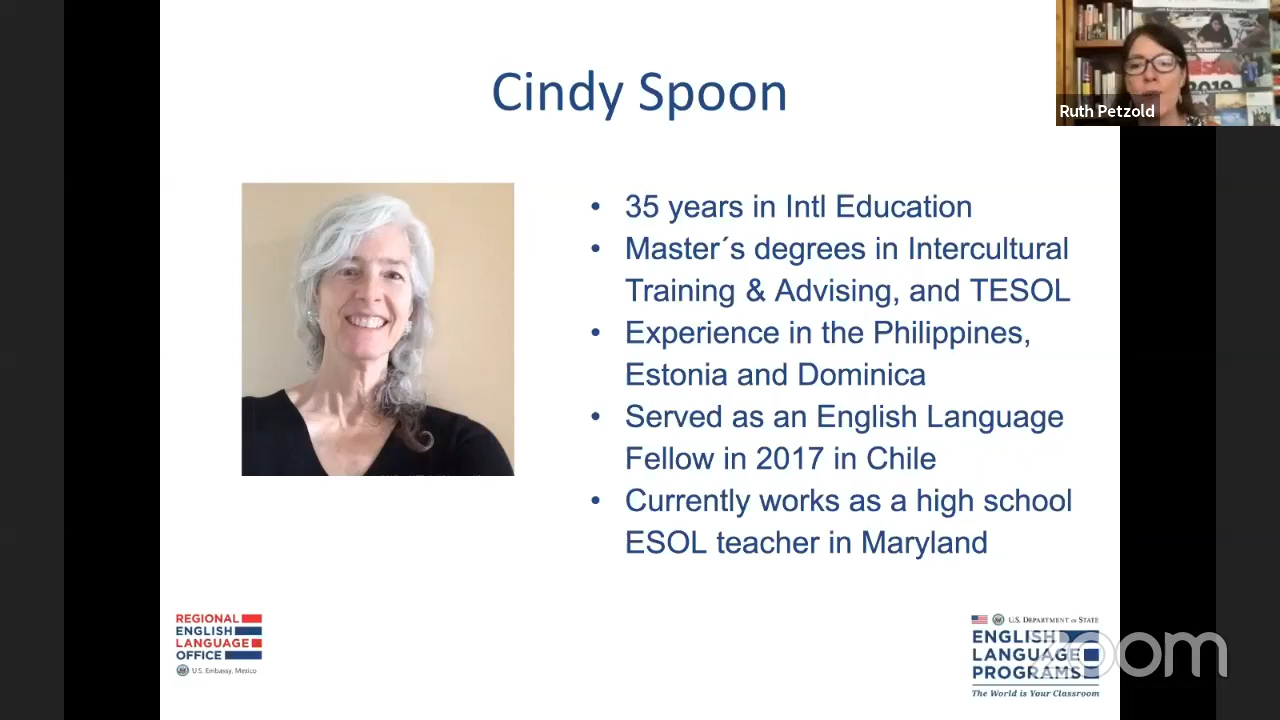 Cindy Spoon
Ruth Petzold
• 35 years in Intl Education
• Master´s degrees in Intercultural
Training & Advising, and TESOL
• Experience in the Philippines,
Estonia and Dominica
• Served as an English Language
Fellow in 2017 in Chile
• Currently works as a high school
ESOL teacher in Maryland
REGIONAL
ENGLISH
LANGUAGE
OFFICE
U.S. Embassy, Mexico
U.S. DEPARTMENT of STATE
ENGLISH
LANGUAGE
PROGRAMS
The World is Your Classroom
zoom